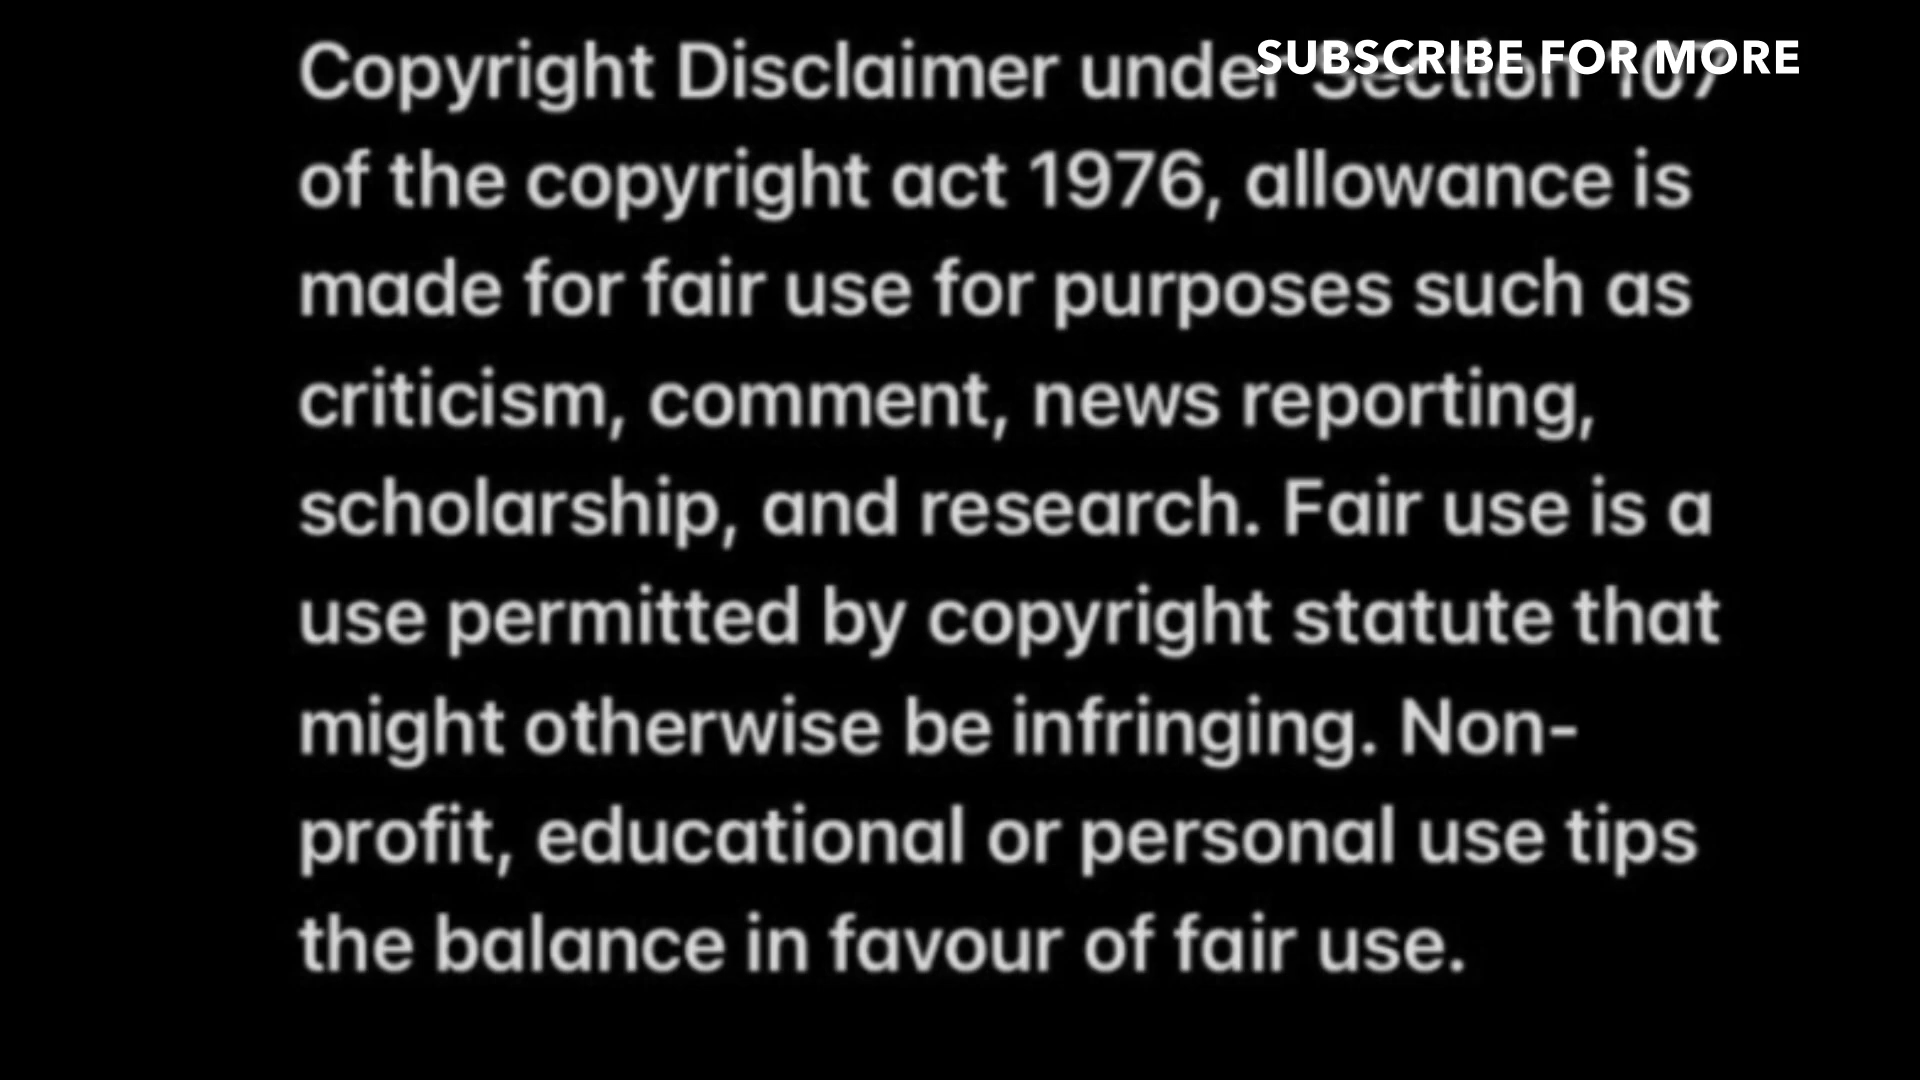 SUBSCRIBE FOR MORE
Copyright Disclaimer under Section 107
of the copyright act 1976, allowance is
made for fair use for purposes such as
criticism, comment, news reporting,
scholarship, and research. Fair use is a
use permitted by copyright statute that
might otherwise be infringing. Non-
profit, educational or personal use tips
the balance in favour of fair use.